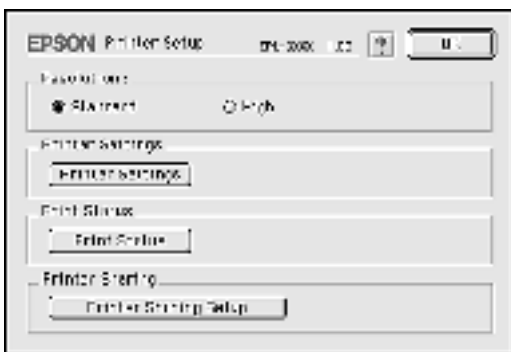 EPSON Printer Setup
Resolution:
Standard High
Printer Settings
Printer Settings
Print Status
Print Status
Printer Sharing
Printer Sharing Setup